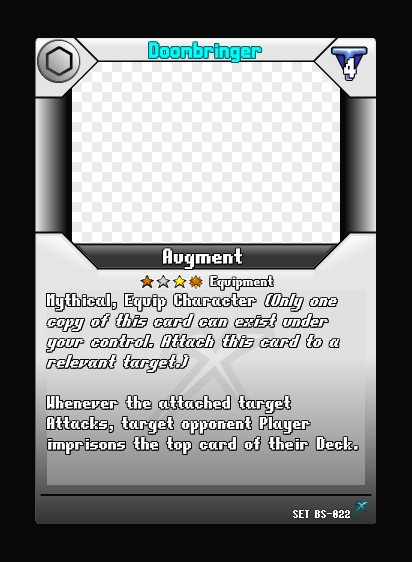 Doombringer
4
Augment
Equipment
Mythical, Equip Character (Only one
copy of this card can exist under
your control. Attach this card to a
relevant target.)
Whenever the attached target
Attacks, target opponent Player
imprisons the top card of their Deck.
SET BS-022